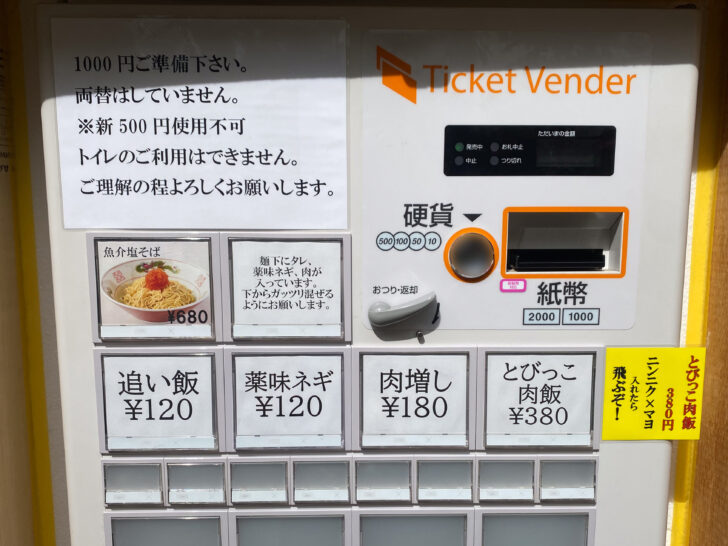 1000円ご準備下さい。
両替はしていません。
※新500円使用不可
トイレのご利用はできません。
ご理解の程よろしくお願いします。
Ticket Vender
ただいまの金額
発売中
お札中止
中止
つり切れ
硬貨
500 100 50 10
おつり・返却
紙幣
2000 1000
魚介塩そば
¥680
麺下にタレ、
薬味ネギ、肉が
入っています。
下からガッツリ混ぜる
ようにお願いします。
追い飯
¥120
薬味ネギ
¥120
肉増し
¥180
とびっこ
肉飯
¥380
とびっこ肉飯
380円
ニンニク×マヨ
入れたら
飛ぶぞ!